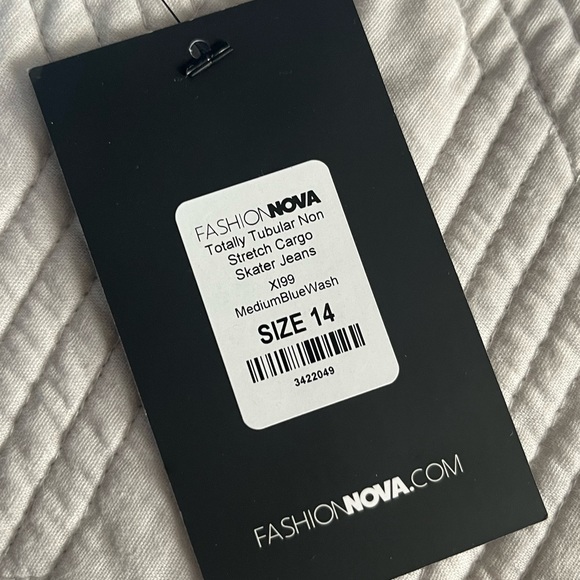 FASHIONNOVA
Totally Tubular Non
Stretch Cargo
Skater Jeans
XI99
MediumBlueWash
SIZE 14
3422049
FASHIONNOVA.COM